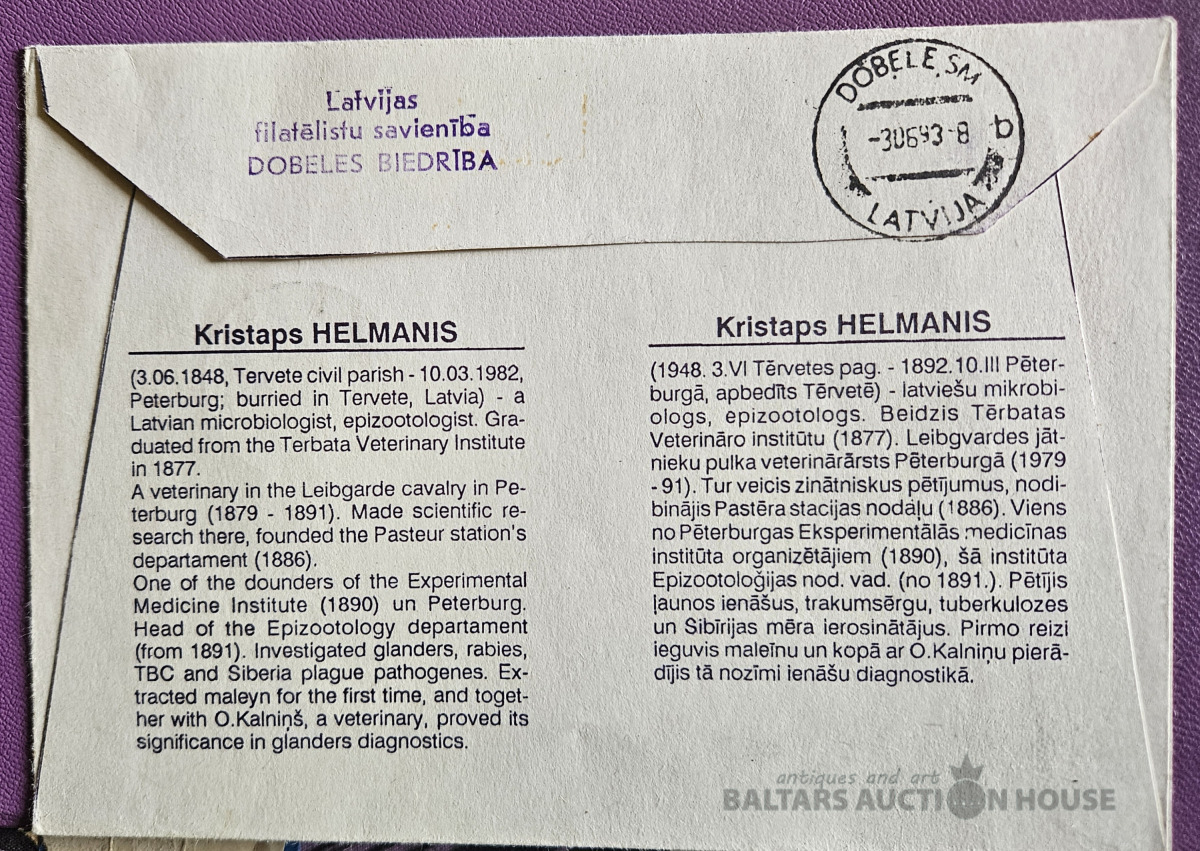 Latvijas
filatēlistu savienība
DOBELES BIEDRĪBA
DOBELE, SM
-30693-8
b
LATVIJA
Kristaps HELMANIS
(3.06.1848, Tervete civil parish - 10.03.1982,
Peterburg; burried in Tervete, Latvia) - a
Latvian microbiologist, epizootologist. Gra-
duated from the Terbata Veterinary Institute
in 1877.
A veterinary in the Leibgarde cavalry in Pe-
terburg (1879 - 1891). Made scientific re-
search there, founded the Pasteur station's
departament (1886).
One of the dounders of the Experimental
Medicine Institute (1890) un Peterburg.
Head of the Epizootology departament
(from 1891). Investigated glanders, rabies,
TBC and Siberia plague pathogenes. Ex-
tracted maleyn for the first time, and toget-
her with O.Kalniņš, a veterinary, proved its
significance in glanders diagnostics.
Kristaps HELMANIS
(1948. 3.VI Tērvetes pag. - 1892.10.III Pēter-
burgā, apbedīts Tērvetē) - latviešu mikrobi-
ologs, epizootologs. Beidzis Tērbatas
Veterināro institūtu (1877). Leibgvardes jāt-
nieku pulka veterinārārsts Pēterburgā (1979
- 91). Tur veicis zinātniskus pētījumus, nodi-
binājis Pastēra stacijas nodaļu (1886). Viens
no Pēterburgas Eksperimentālās medicīnas
institūta organizētājiem (1890), šā institūta
Epizootoloģijas nod. vad. (no 1891.). Pētījis
ļaunos ienāšus, trakumsērgu, tuberkulozes
un Sibīrijas mēra ierosinātājus. Pirmo reizi
ieguvis maleīnu un kopā ar O.Kalniņu pierā-
dījis tā nozīmi ienāšu diagnostikā.
antiques and art
BALTARS AUCTION HOUSE